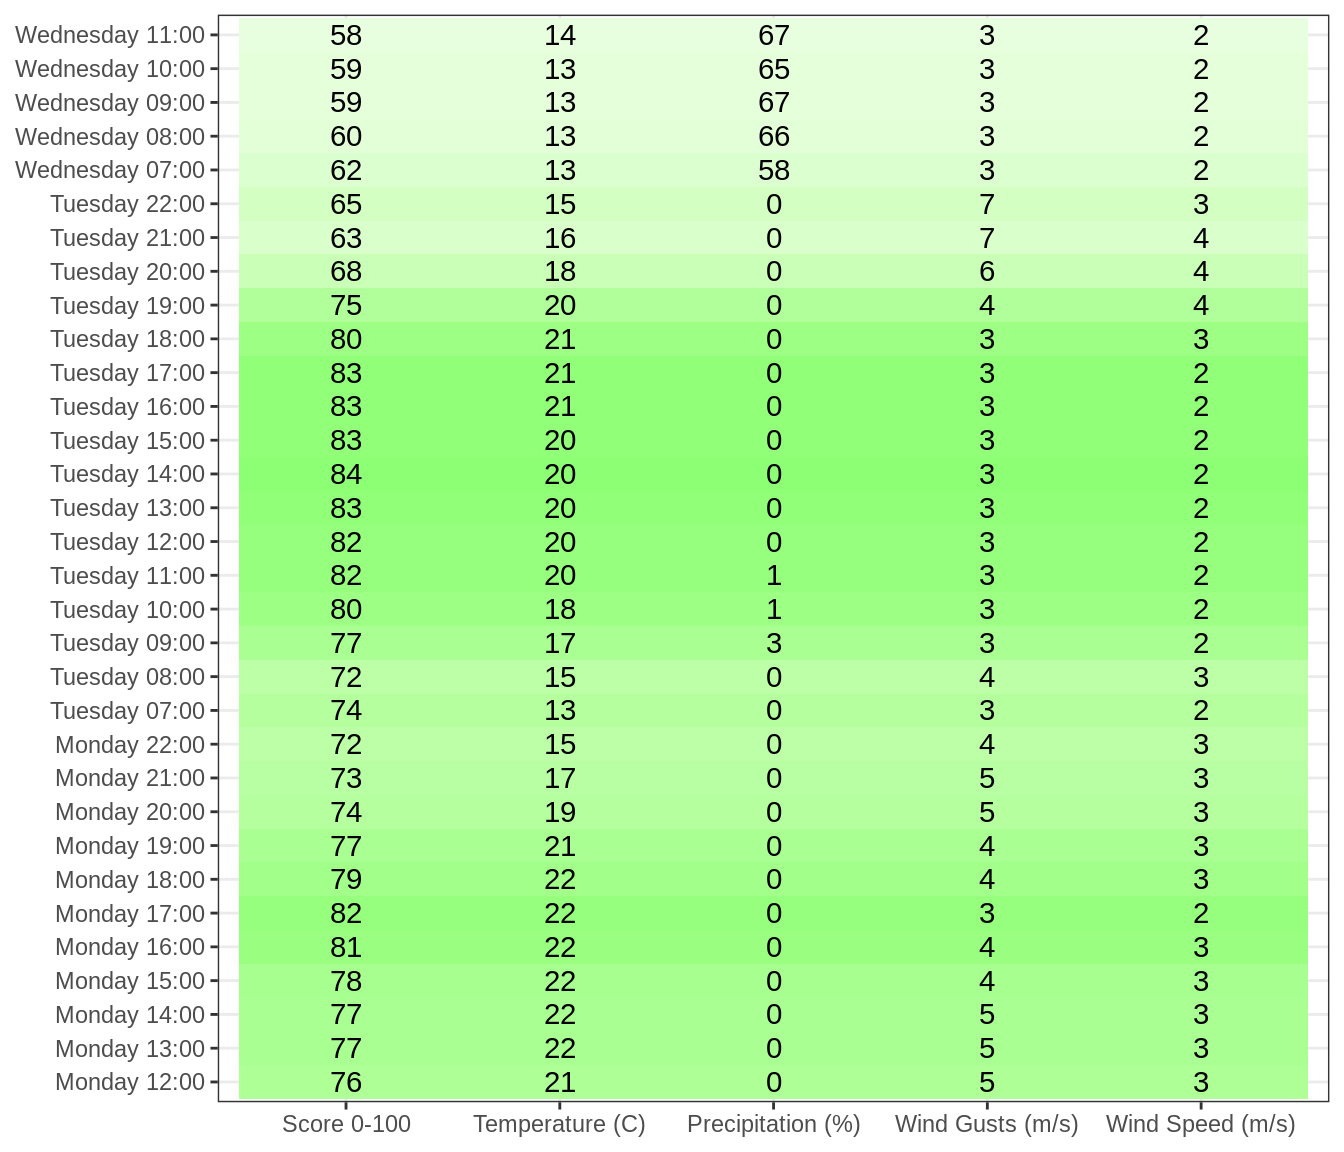 Wednesday 11:00 58 14 67 3 2
Wednesday 10:00 59 13 65 3 2
Wednesday 09:00 59 13 67 3 2
Wednesday 08:00 60 13 66 3 2
Wednesday 07:00 62 13 58 3 2
Tuesday 22:00 65 15 0 7 3
Tuesday 21:00 63 16 0 7 4
Tuesday 20:00 68 18 0 6 4
Tuesday 19:00 75 20 0 4 4
Tuesday 18:00 80 21 0 3 3
Tuesday 17:00 83 21 0 3 2
Tuesday 16:00 83 21 0 3 2
Tuesday 15:00 83 20 0 3 2
Tuesday 14:00 84 20 0 3 2
Tuesday 13:00 83 20 0 3 2
Tuesday 12:00 82 20 0 3 2
Tuesday 11:00 82 20 1 3 2
Tuesday 10:00 80 18 1 3 2
Tuesday 09:00 77 17 3 3 2
Tuesday 08:00 72 15 0 4 3
Tuesday 07:00 74 13 0 3 2
Monday 22:00 72 15 0 4 3
Monday 21:00 73 17 0 5 3
Monday 20:00 74 19 0 5 3
Monday 19:00 77 21 0 4 3
Monday 18:00 79 22 0 4 3
Monday 17:00 82 22 0 3 2
Monday 16:00 81 22 0 4 3
Monday 15:00 78 22 0 4 3
Monday 14:00 77 22 0 5 3
Monday 13:00 77 22 0 5 3
Monday 12:00 76 21 0 5 3
Score 0-100 Temperature (C) Precipitation (%) Wind Gusts (m/s) Wind Speed (m/s)